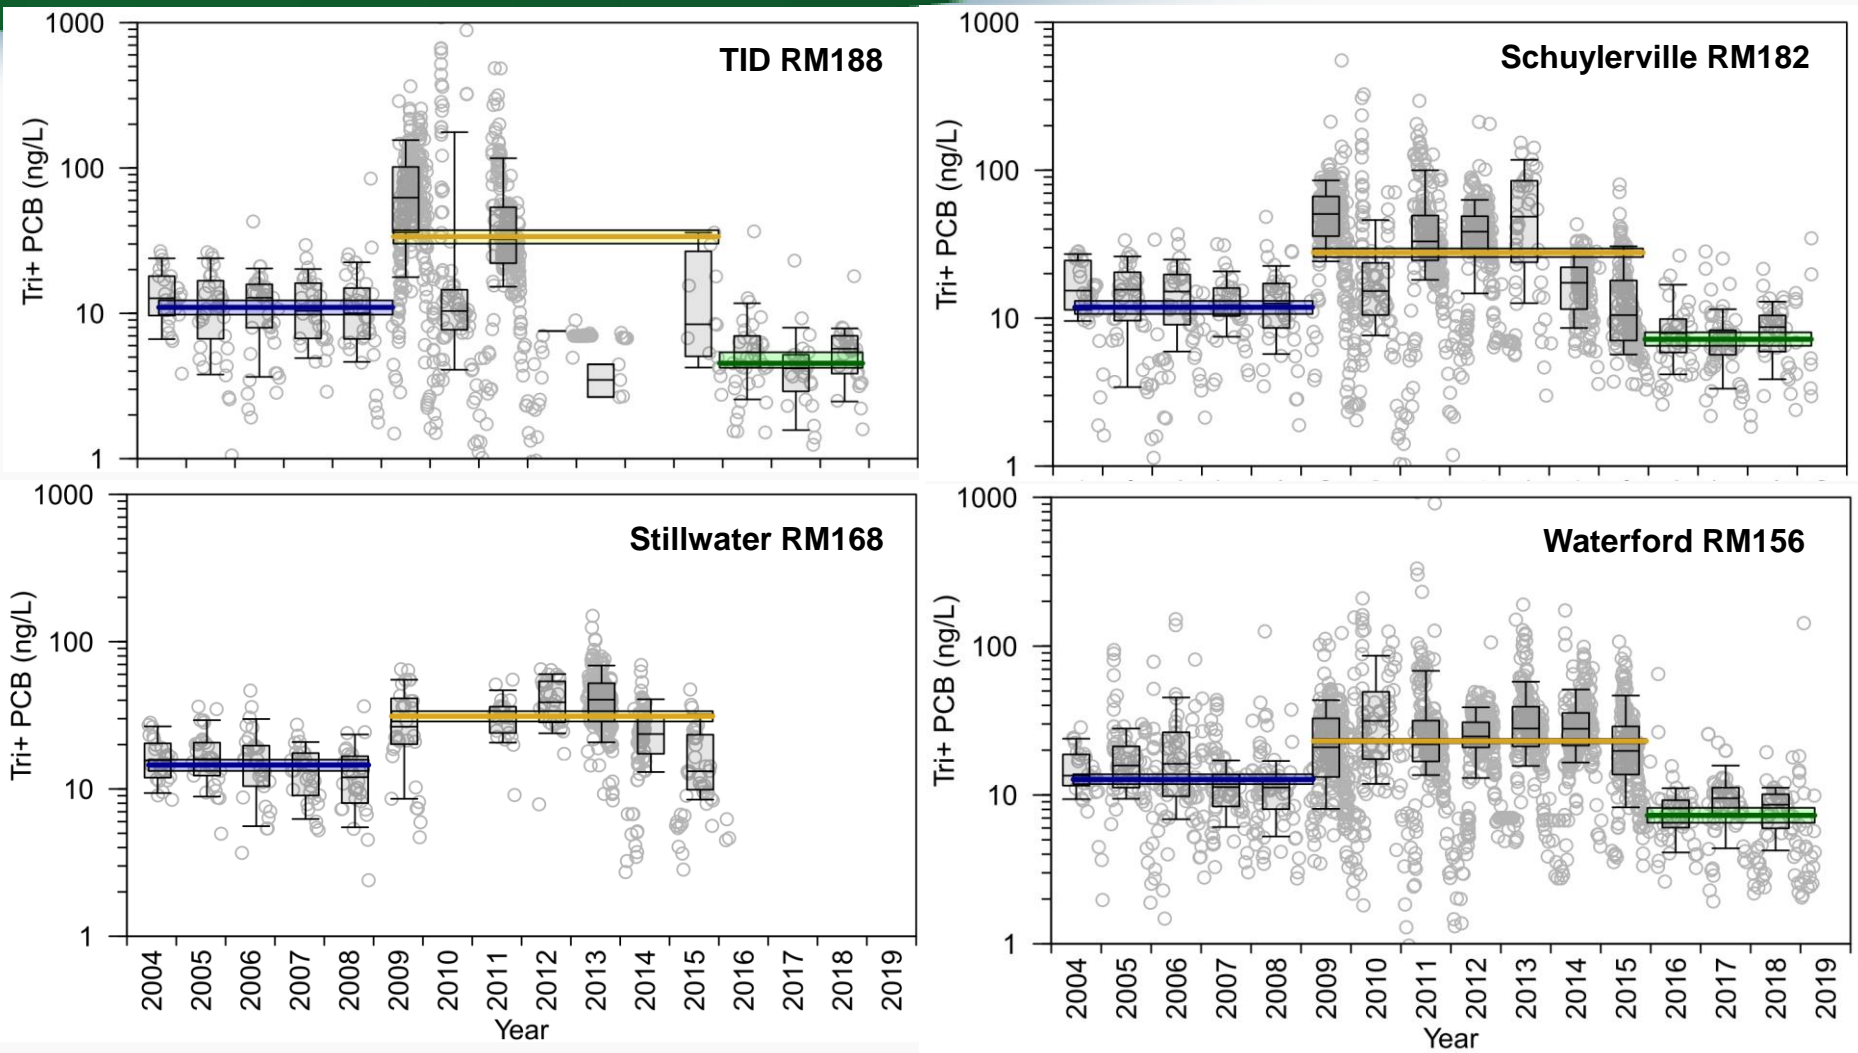 TID RM188
1000
100
10
1
Tri+ PCB (ng/L)
Schuylerville RM182
1000
100
10
1
Tri+ PCB (ng/L)
Stillwater RM168
1000
100
10
1
Tri+ PCB (ng/L)
2004 2005 2006 2007 2008 2009 2010 2011 2012 2013 2014 2015 2016 2017 2018 2019
Year
Waterford RM156
1000
100
10
1
Tri+ PCB (ng/L)
2004 2005 2006 2007 2008 2009 2010 2011 2012 2013 2014 2015 2016 2017 2018 2019
Year